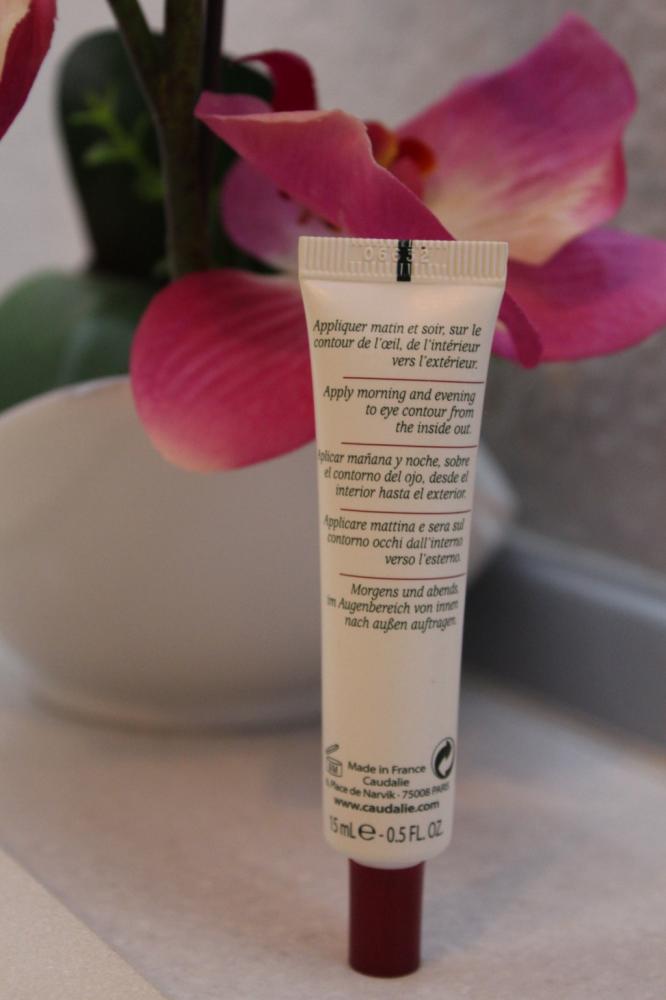 06652
Appliquer matin et soir, sur le
contour de l'œil, de l'intérieur
vers l'extérieur.
Apply morning and evening
to eye contour from
the inside out.
Aplicar mañana y noche, sobre
el contorno del ojo, desde el
interior hasta el exterior.
Applicare mattina e sera sul
contorno occhi dall'interno
verso l'esterno.
Morgens und abends,
im Augenbereich von innen
nach außen auftragen.
Made in France
Caudalie
Place de Narvik - 75008 PARIS
www.caudalie.com
15 mL e - 0.5 FL. OZ.